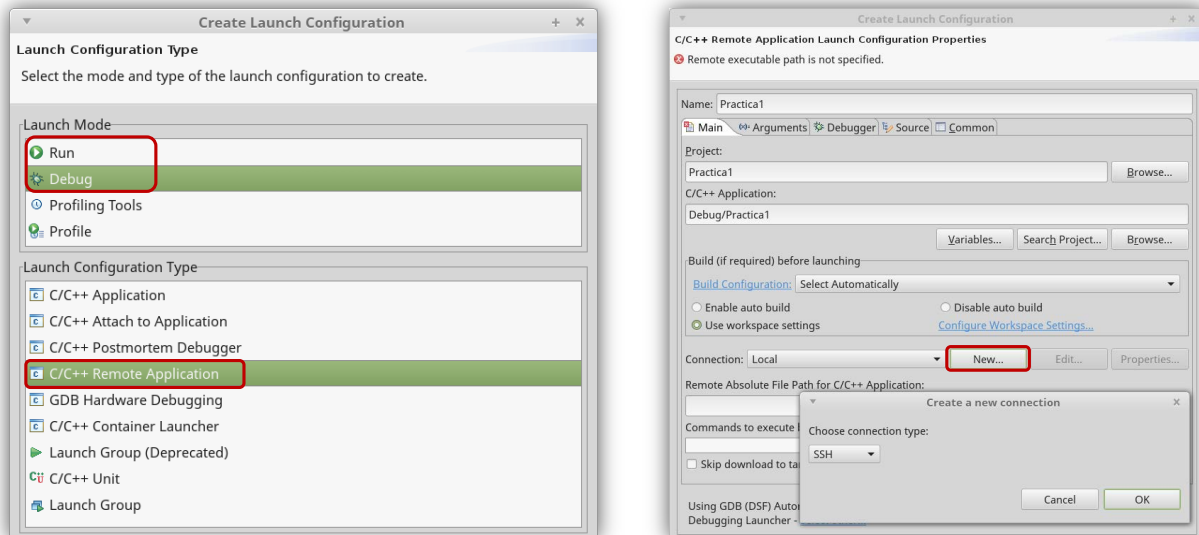 Create Launch Configuration
Launch Configuration Type
Select the mode and type of the launch configuration to create.
Launch Mode
Run
Debug
Profiling Tools
Profile
Launch Configuration Type
C/C++ Application
C/C++ Attach to Application
C/C++ Postmortem Debugger
C/C++ Remote Application
GDB Hardware Debugging
C/C++ Container Launcher
Launch Group (Deprecated)
C/C++ Unit
Launch Group
Create Launch Configuration
C/C++ Remote Application Launch Configuration Properties
Remote executable path is not specified.
Name: Practica1
Main Arguments Debugger Source Common
Project:
Practica1 Browse...
C/C++ Application:
Debug/Practica1
Variables... Search Project... Browse...
Build (if required) before launching
Build Configuration: Select Automatically
Enable auto build Disable auto build
Use workspace settings Configure Workspace Settings...
Connection: Local New... Edit... Properties...
Remote Absolute File Path for C/C++ Application:
Commands to execute
Skip download to
Using GDB (DSF)
Debugging Launcher -
Create a new connection
Choose connection type:
SSH
Cancel OK